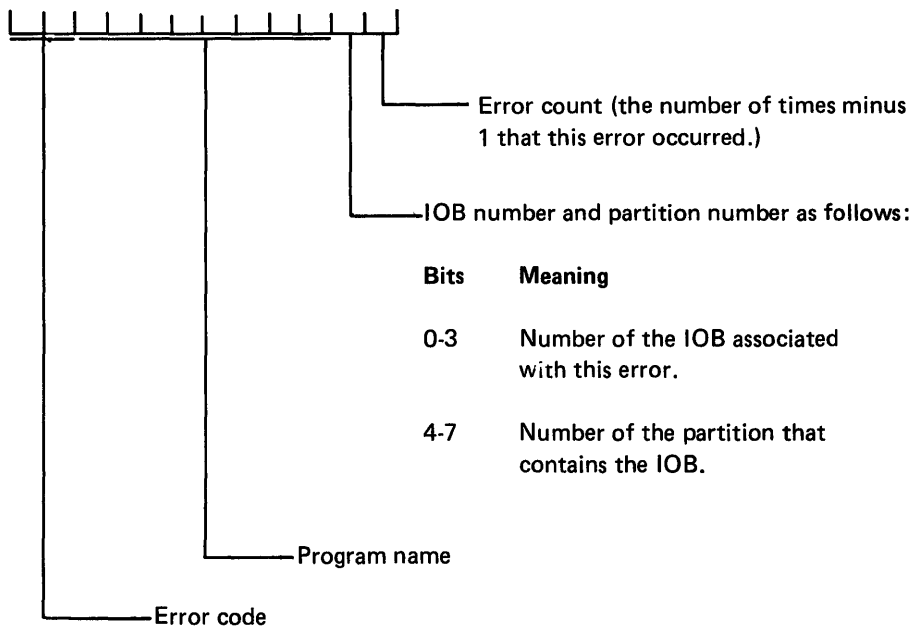 Error count (the number of times minus
1 that this error occurred.)
IOB number and partition number as follows:
Bits Meaning
0-3 Number of the IOB associated
with this error.
4-7 Number of the partition that
contains the IOB.
Program name
Error code